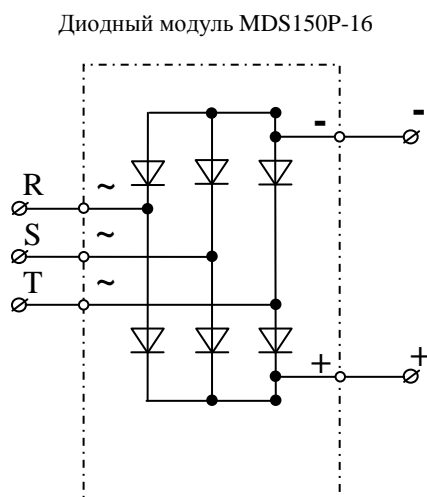 Диодный модуль MDS150P-16
- -
R ~
S ~
T ~
+ +